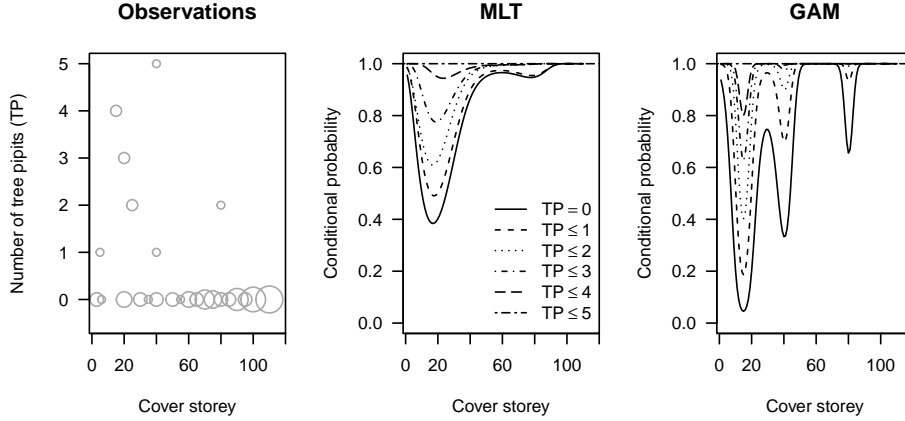 Observations
Number of tree pipits (TP)
5
4
3
2
1
0
0
20
60
100
Cover storey
MLT
Conditional probability
1.0
0.8
0.6
0.4
0.2
0.0
TP = 0
TP ≤ 1
TP ≤ 2
TP ≤ 3
TP ≤ 4
TP ≤ 5
0
20
60
100
Cover storey
GAM
Conditional probability
1.0
0.8
0.6
0.4
0.2
0.0
0
20
60
100
Cover storey